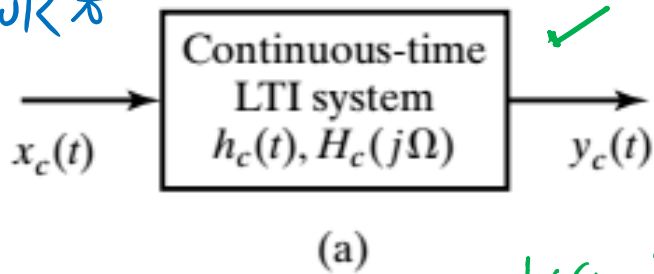 Continuous-time
LTI system
x_c(t) h_c(t), H_c(jΩ) y_c(t)
(a)